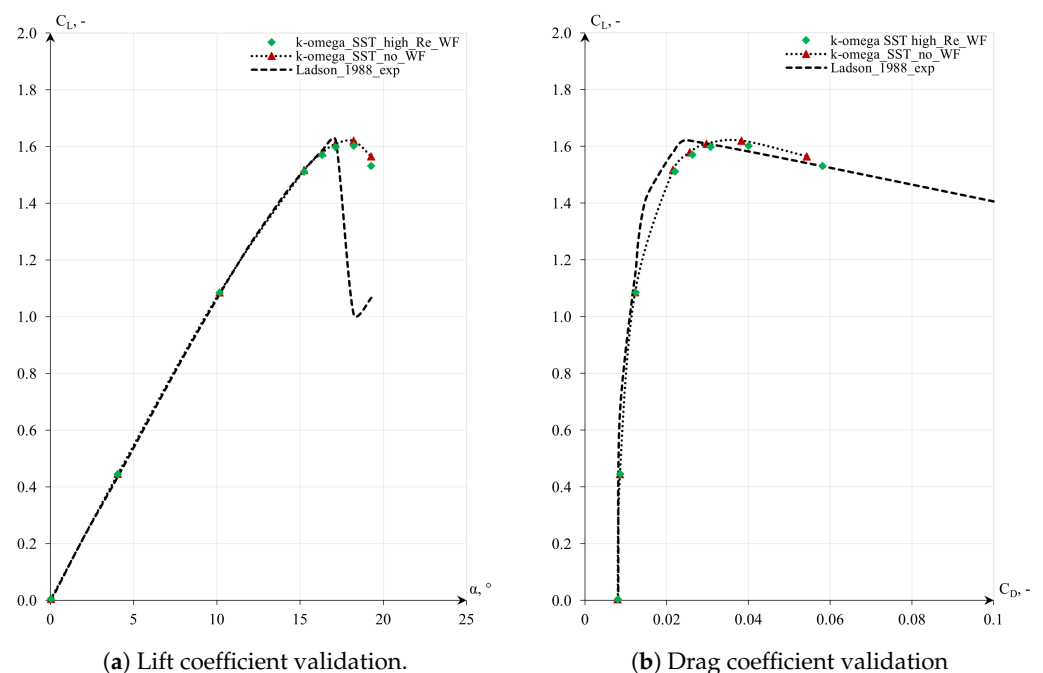 C_L, -
2.0
1.8
1.6
1.4
1.2
1.0
0.8
0.6
0.4
0.2
0.0
0
5
10
15
20
25
α, °
k-omega_SST_high_Re_WF
k-omega_SST_no_WF
Ladson_1988_exp
(a) Lift coefficient validation.
C_L, -
2.0
1.8
1.6
1.4
1.2
1.0
0.8
0.6
0.4
0.2
0.0
0
0.02
0.04
0.06
0.08
0.1
C_D, -
k-omega SST high_Re_WF
k-omega_SST_no_WF
Ladson_1988_exp
(b) Drag coefficient validation